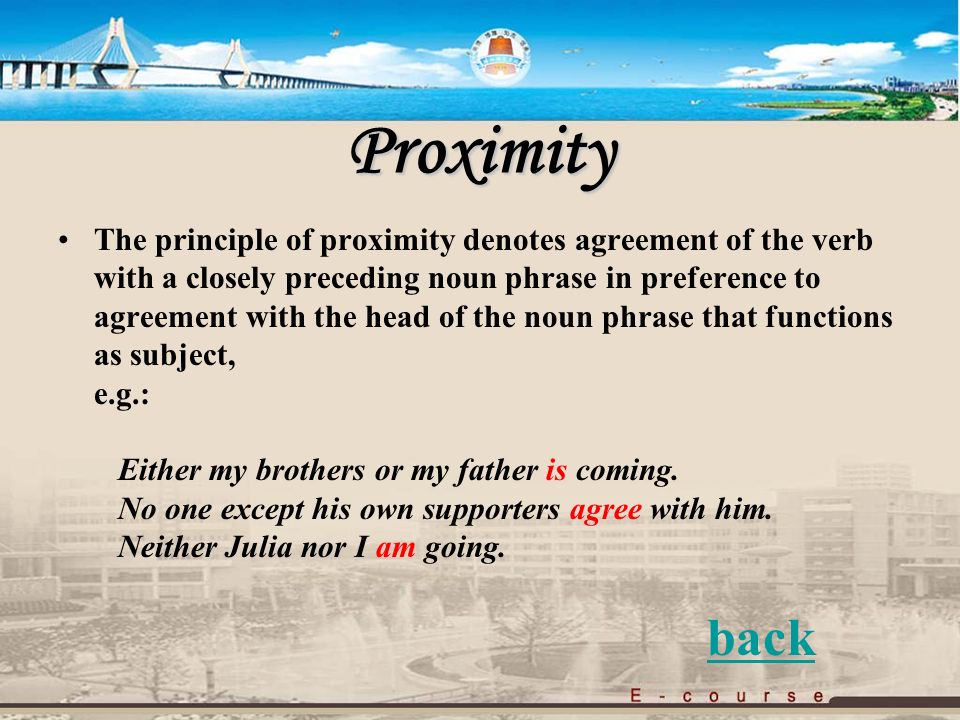 Proximity
• The principle of proximity denotes agreement of the verb
with a closely preceding noun phrase in preference to
agreement with the head of the noun phrase that functions
as subject,
e.g.:
Either my brothers or my father is coming.
No one except his own supporters agree with him.
Neither Julia nor I am going.
back
E-course